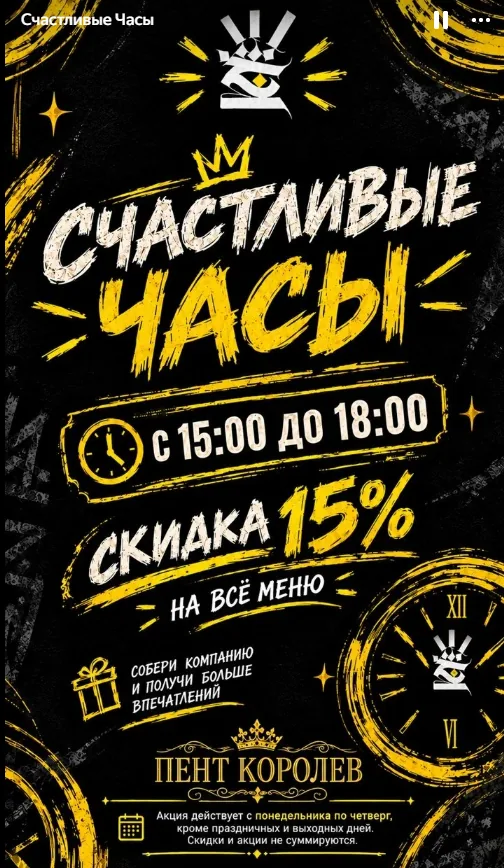 Счастливые Часы
СЧАСТЛИВЫЕ
ЧАСЫ
С 15:00 ДО 18:00
СКИДКА 15%
НА ВСЁ МЕНЮ
XII
VI
СОБЕРИ КОМПАНИЮ
И ПОЛУЧИ БОЛЬШЕ
ВПЕЧАТЛЕНИЙ
ПЕНТ КОРОЛЕВ
Акция действует с понедельника по четверг,
кроме праздничных и выходных дней.
Скидки и акции не суммируются.